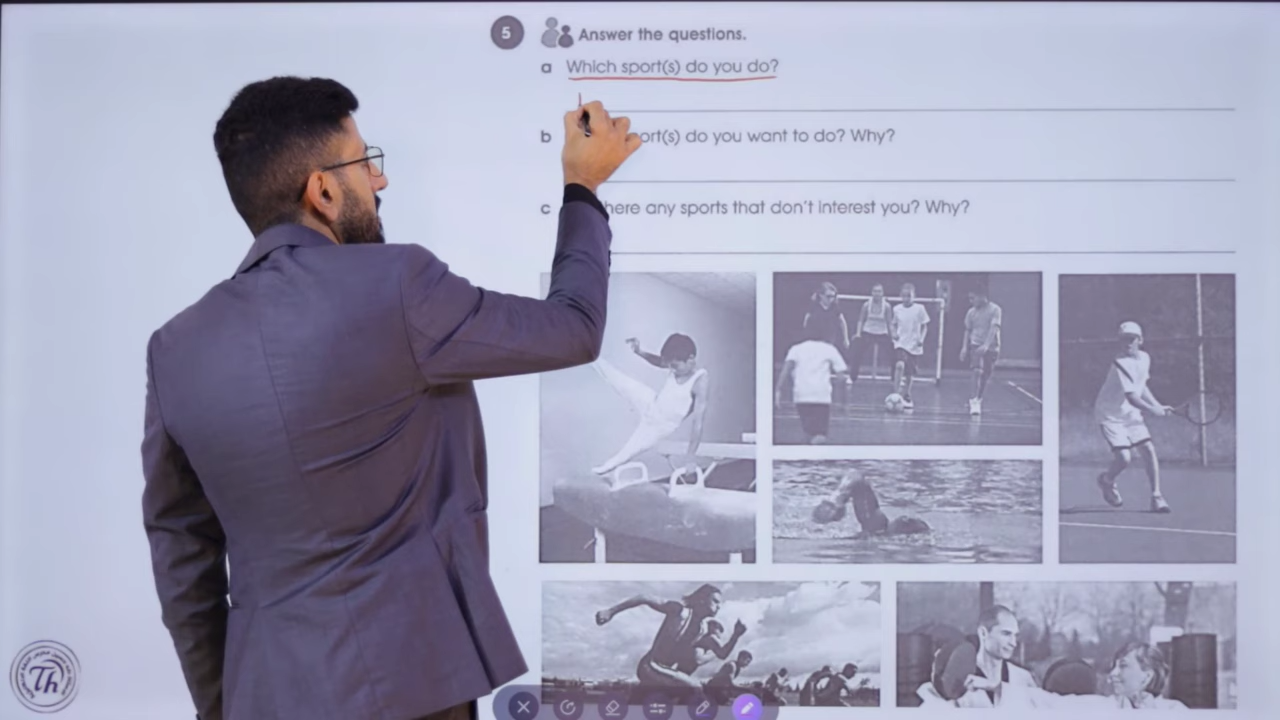 5 Answer the questions.
a Which sport(s) do you do?
b ort(s) do you want to do? Why?
c here any sports that don't interest you? Why?
Th